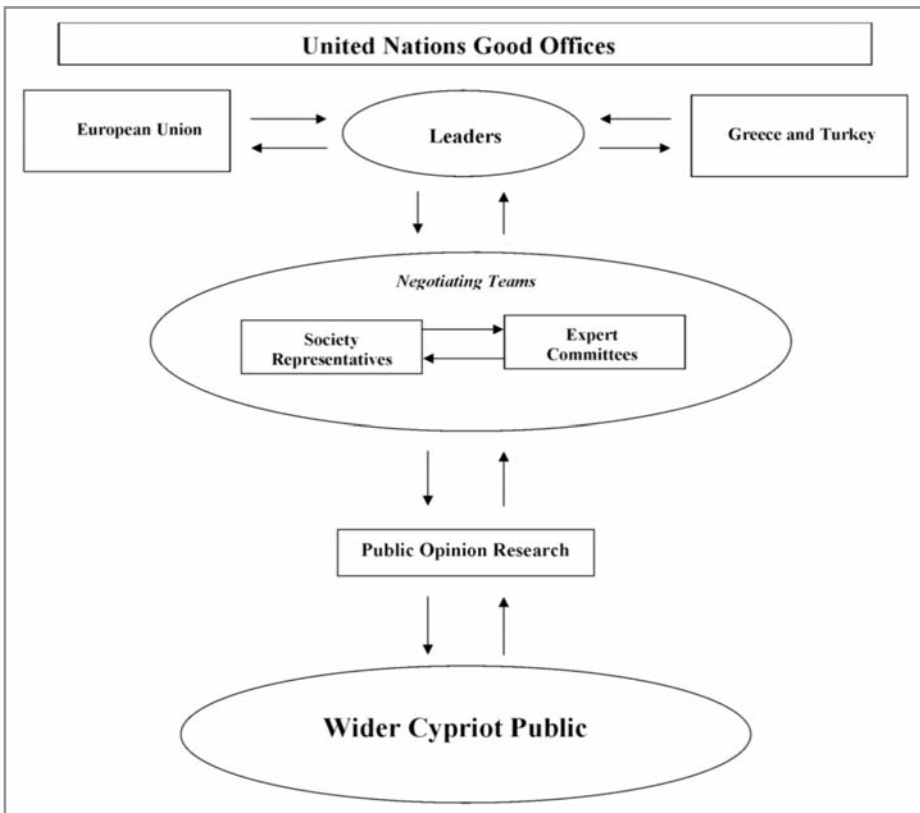 United Nations Good Offices
European Union
Leaders
Greece and Turkey
Negotiating Teams
Society
Representatives
Expert
Committees
Public Opinion Research
Wider Cypriot Public